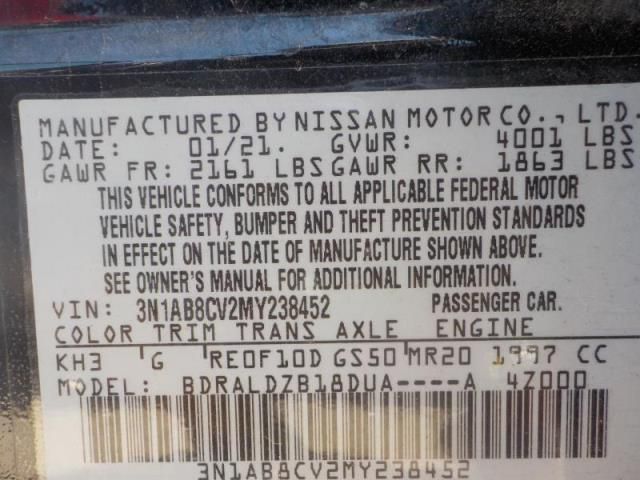 MANUFACTURED BY NISSAN MOTOR CO., LTD.
DATE: 01/21. GVWR: 4001 LBS
GAWR FR: 2161 LBS GAWR RR: 1863 LBS
THIS VEHICLE CONFORMS TO ALL APPLICABLE FEDERAL MOTOR
VEHICLE SAFETY, BUMPER AND THEFT PREVENTION STANDARDS
IN EFFECT ON THE DATE OF MANUFACTURE SHOWN ABOVE.
SEE OWNER'S MANUAL FOR ADDITIONAL INFORMATION.
VIN: 3N1AB8CV2MY238452 PASSENGER CAR.
COLOR TRIM TRANS AXLE ENGINE
KH3 G RE0F10D GS50 MR20 1997 CC
MODEL: BDRALDZB18DUA----A 4Z000
3N1AB8CV2MY238452